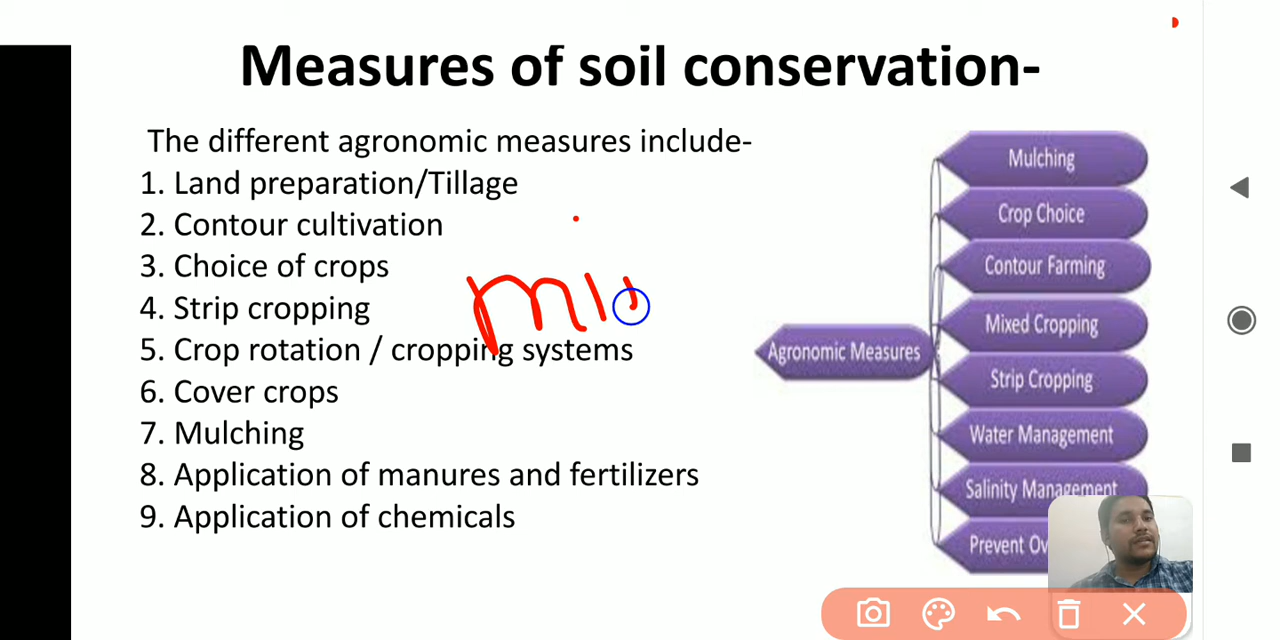 Measures of soil conservation-
The different agronomic measures include-
1. Land preparation/Tillage
2. Contour cultivation
3. Choice of crops
4. Strip cropping
5. Crop rotation / cropping systems
6. Cover crops
7. Mulching
8. Application of manures and fertilizers
9. Application of chemicals
Agronomic Measures
Mulching
Crop Choice
Contour Farming
Mixed Cropping
Strip Cropping
Water Management
Salinity Management
Prevent